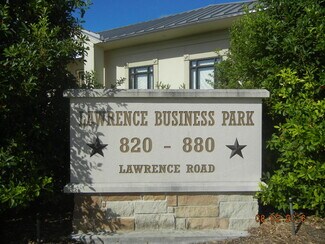 LAWRENCE BUSINESS PARK
820 - 880
LAWRENCE ROAD